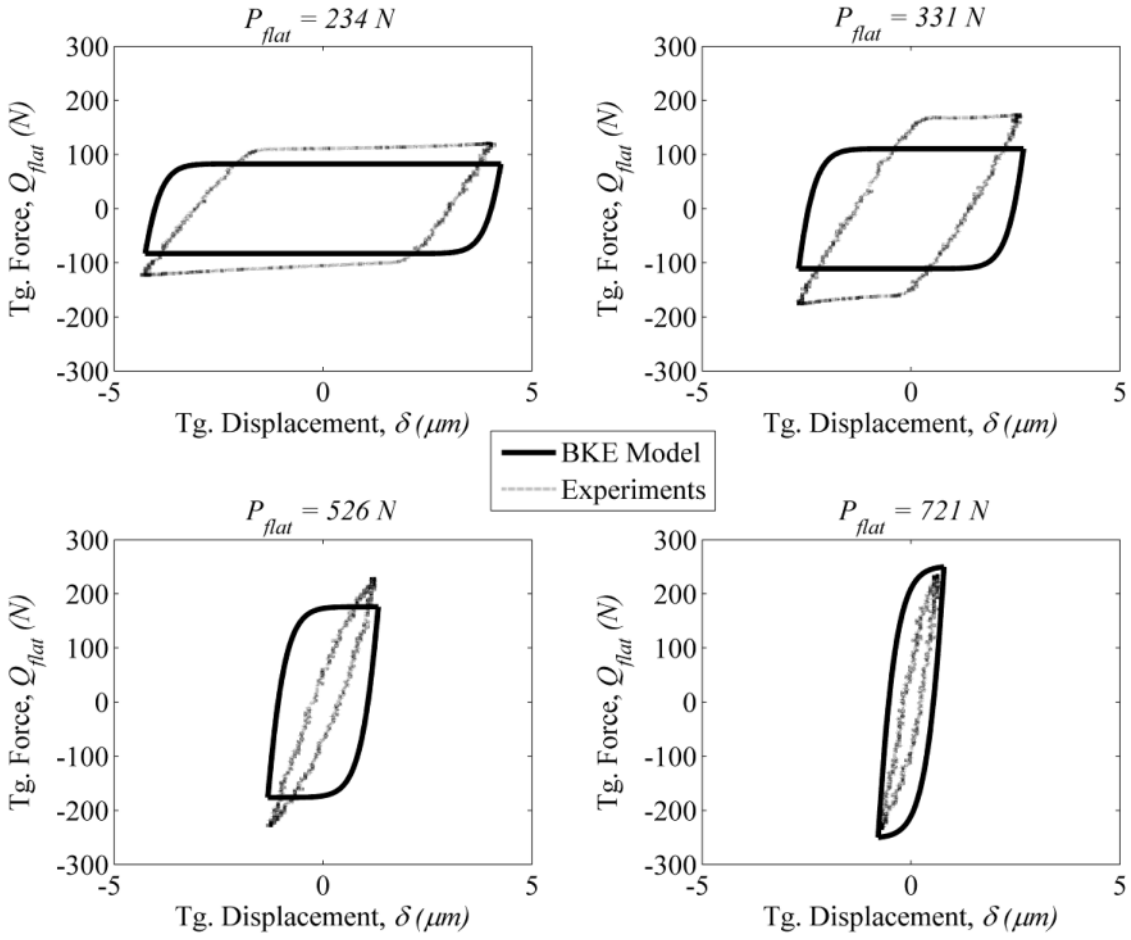 P_flat = 234 N
P_flat = 331 N
300
200
100
0
-100
-200
-300
Tg. Force, Q_flat (N)
-5
0
5
Tg. Displacement, δ (μm)
300
200
100
0
-100
-200
-300
Tg. Force, Q_flat (N)
-5
0
5
Tg. Displacement, δ (μm)
BKE Model
Experiments
P_flat = 526 N
P_flat = 721 N
300
200
100
0
-100
-200
-300
Tg. Force, Q_flat (N)
-5
0
5
Tg. Displacement, δ (μm)
300
200
100
0
-100
-200
-300
Tg. Force, Q_flat (N)
-5
0
5
Tg. Displacement, δ (μm)